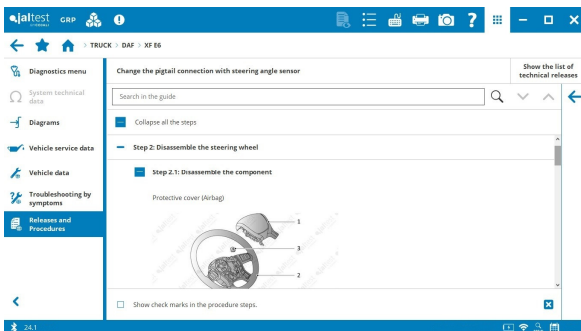 jaltest GRP
TRUCK > DAF > XF E6
Diagnostics menu
System technical
data
Diagrams
Vehicle service data
Vehicle data
Troubleshooting by
symptoms
Releases and
Procedures
Change the pigtail connection with steering angle sensor
Show the list of
technical releases
Search in the guide
Collapse all the steps
Step 2: Disassemble the steering wheel
Step 2.1: Disassemble the component
Protective cover (Airbag)
1
3
2
Show check marks in the procedure steps.
24.1